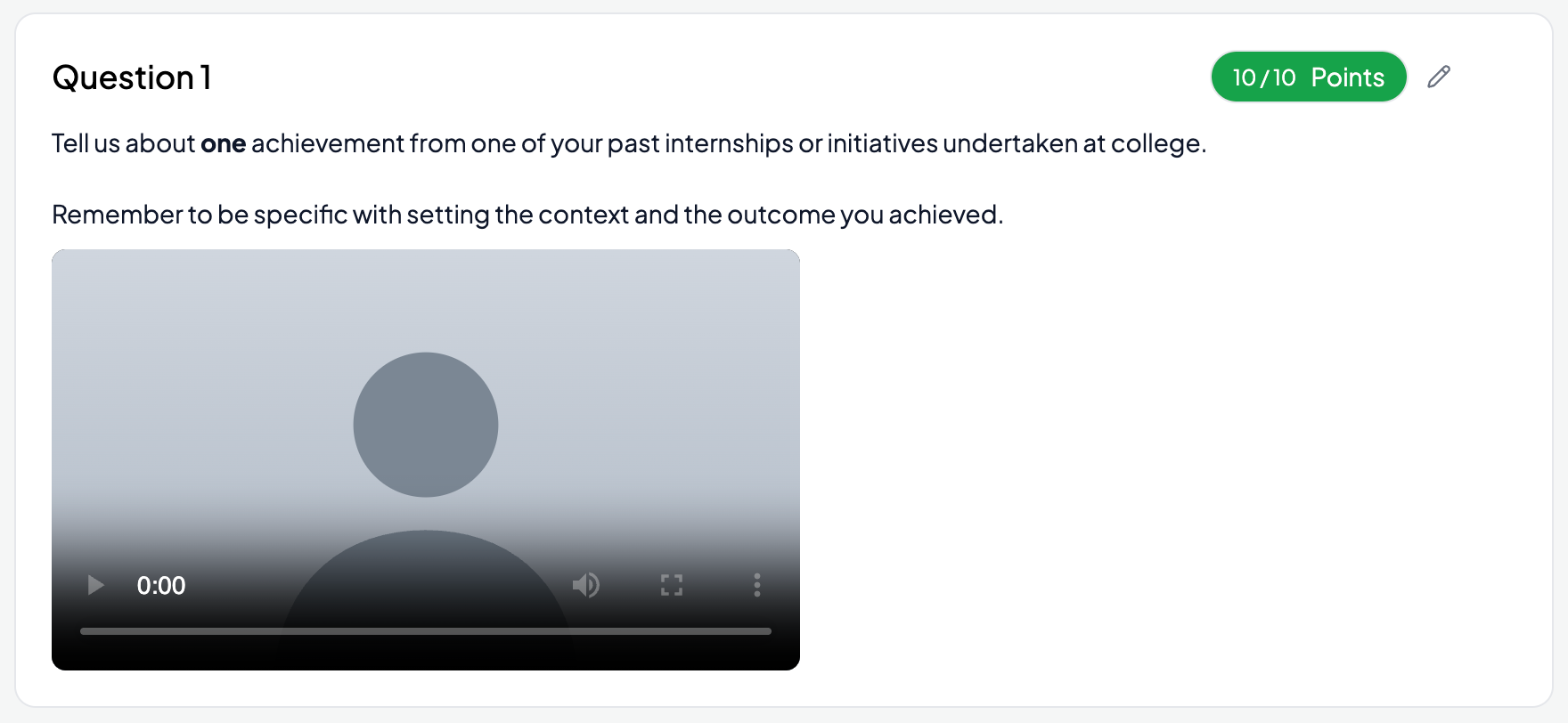 Question 1
10 / 10 Points
Tell us about one achievement from one of your past internships or initiatives undertaken at college.
Remember to be specific with setting the context and the outcome you achieved.
0:00